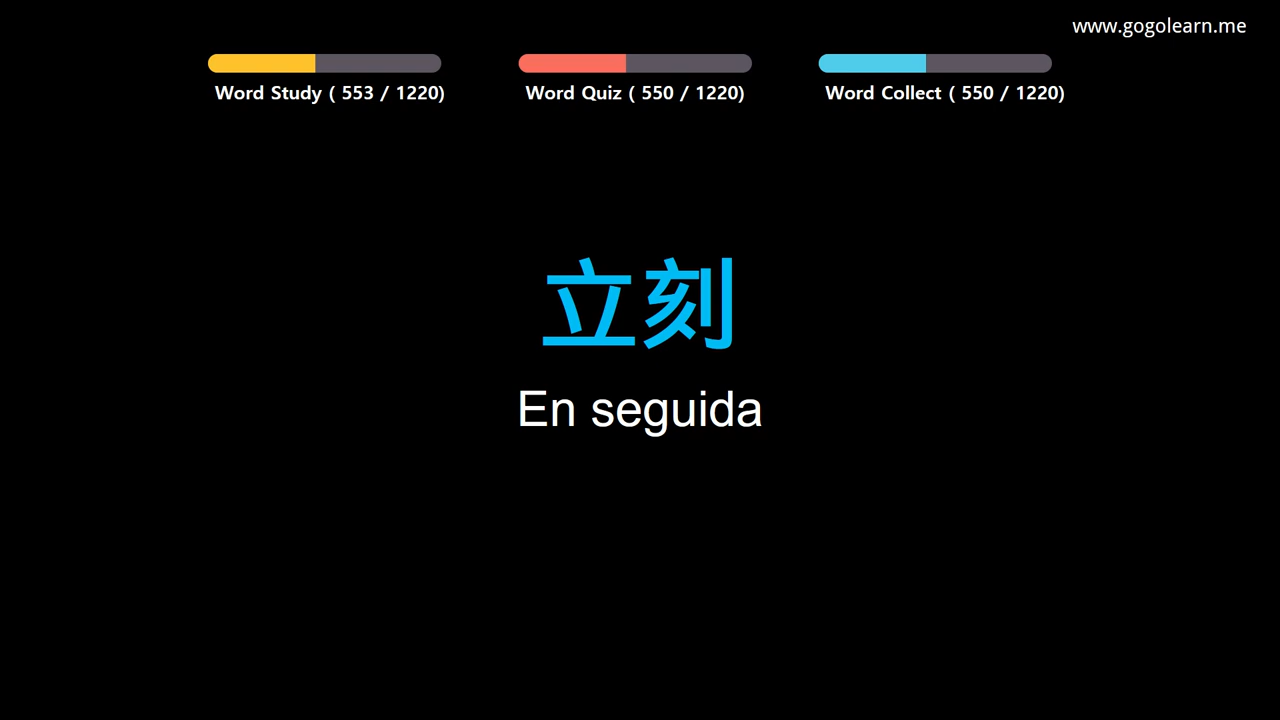 www.gogolearn.me
Word Study ( 553 / 1220)
Word Quiz ( 550 / 1220)
Word Collect ( 550 / 1220)
立刻
En seguida